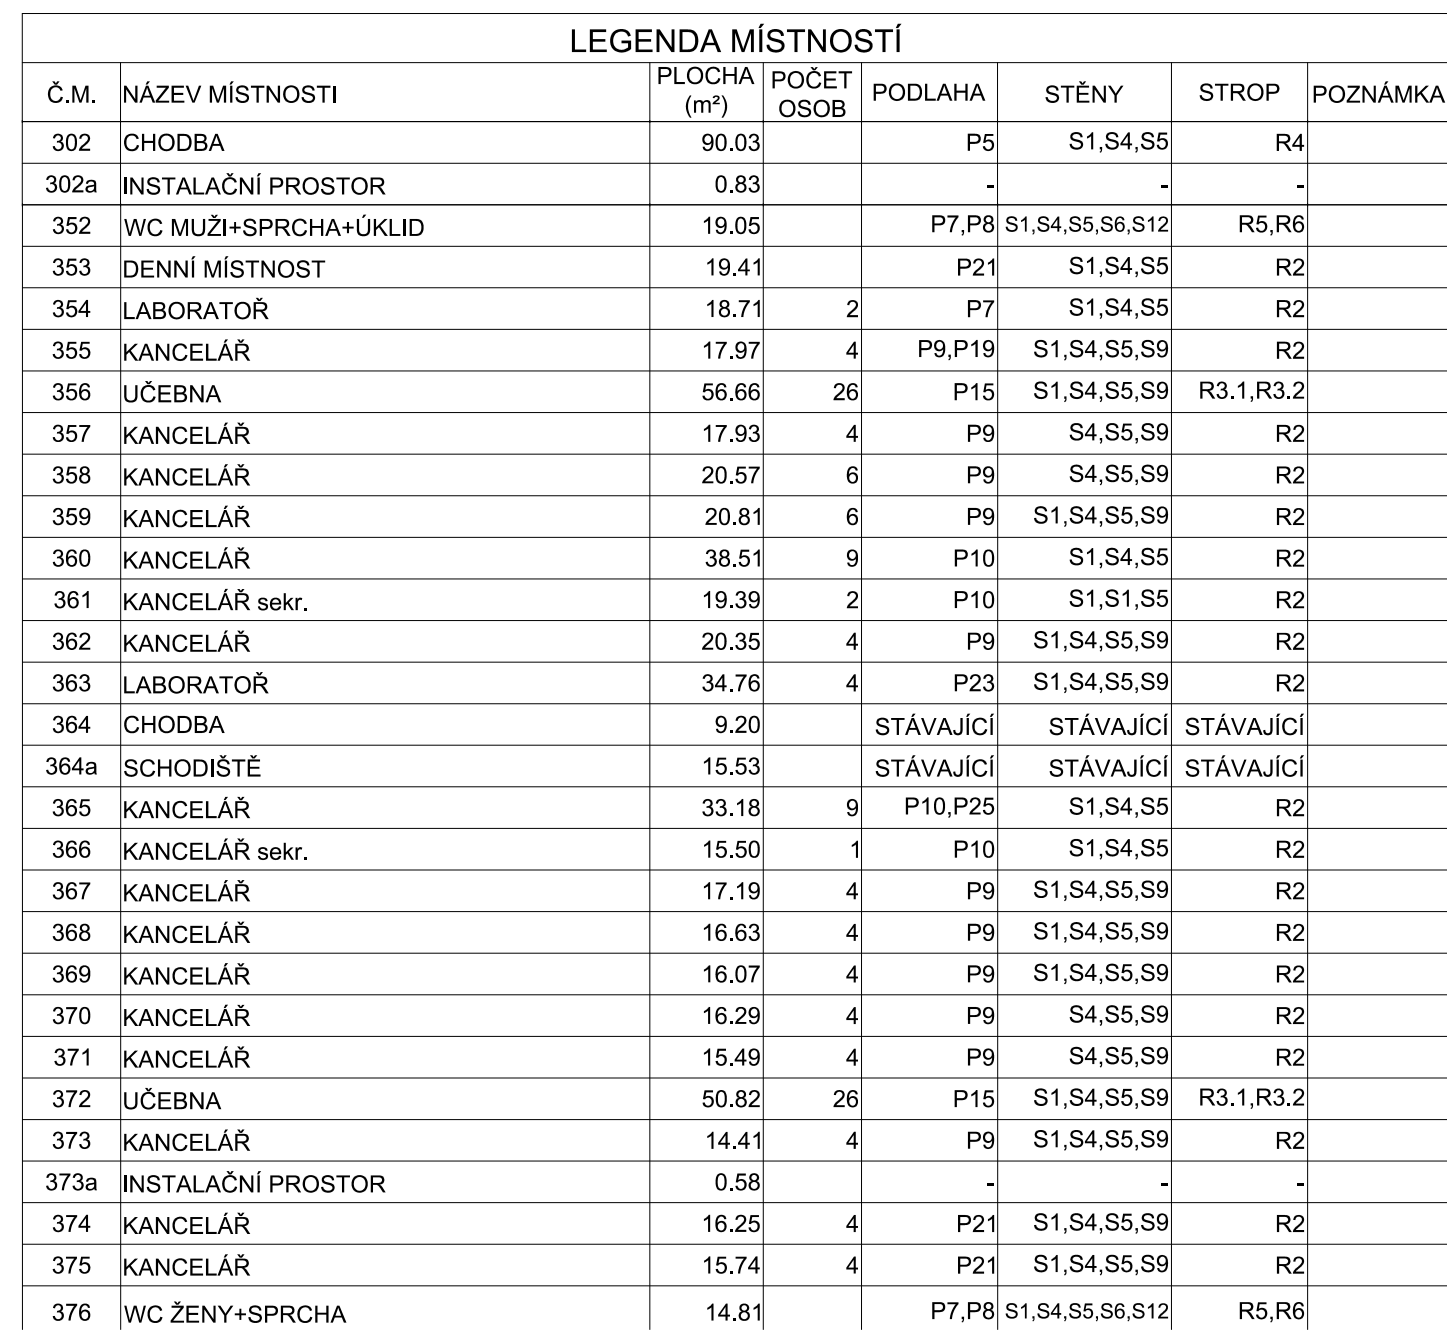 LEGENDA MÍSTNOSTÍ
Č.M. NÁZEV MÍSTNOSTI PLOCHA (m²) POČET OSOB PODLAHA STĚNY STROP POZNÁMKA
302 CHODBA 90.03 P5 S1,S4,S5 R4
302a INSTALAČNÍ PROSTOR 0.83 - - -
352 WC MUŽI+SPRCHA+ÚKLID 19.05 P7,P8 S1,S4,S5,S6,S12 R5,R6
353 DENNÍ MÍSTNOST 19.41 P21 S1,S4,S5 R2
354 LABORATOŘ 18.71 2 P7 S1,S4,S5 R2
355 KANCELÁŘ 17.97 4 P9,P19 S1,S4,S5,S9 R2
356 UČEBNA 56.66 26 P15 S1,S4,S5,S9 R3.1,R3.2
357 KANCELÁŘ 17.93 4 P9 S4,S5,S9 R2
358 KANCELÁŘ 20.57 6 P9 S4,S5,S9 R2
359 KANCELÁŘ 20.81 6 P9 S1,S4,S5,S9 R2
360 KANCELÁŘ 38.51 9 P10 S1,S4,S5 R2
361 KANCELÁŘ sekr. 19.39 2 P10 S1,S1,S5 R2
362 KANCELÁŘ 20.35 4 P9 S1,S4,S5,S9 R2
363 LABORATOŘ 34.76 4 P23 S1,S4,S5,S9 R2
364 CHODBA 9.20 STÁVAJÍCÍ STÁVAJÍCÍ STÁVAJÍCÍ
364a SCHODIŠTĚ 15.53 STÁVAJÍCÍ STÁVAJÍCÍ STÁVAJÍCÍ
365 KANCELÁŘ 33.18 9 P10,P25 S1,S4,S5 R2
366 KANCELÁŘ sekr. 15.50 1 P10 S1,S4,S5 R2
367 KANCELÁŘ 17.19 4 P9 S1,S4,S5,S9 R2
368 KANCELÁŘ 16.63 4 P9 S1,S4,S5,S9 R2
369 KANCELÁŘ 16.07 4 P9 S1,S4,S5,S9 R2
370 KANCELÁŘ 16.29 4 P9 S4,S5,S9 R2
371 KANCELÁŘ 15.49 4 P9 S4,S5,S9 R2
372 UČEBNA 50.82 26 P15 S1,S4,S5,S9 R3.1,R3.2
373 KANCELÁŘ 14.41 4 P9 S1,S4,S5,S9 R2
373a INSTALAČNÍ PROSTOR 0.58 - - -
374 KANCELÁŘ 16.25 4 P21 S1,S4,S5,S9 R2
375 KANCELÁŘ 15.74 4 P21 S1,S4,S5,S9 R2
376 WC ŽENY+SPRCHA 14.81 P7,P8 S1,S4,S5,S6,S12 R5,R6